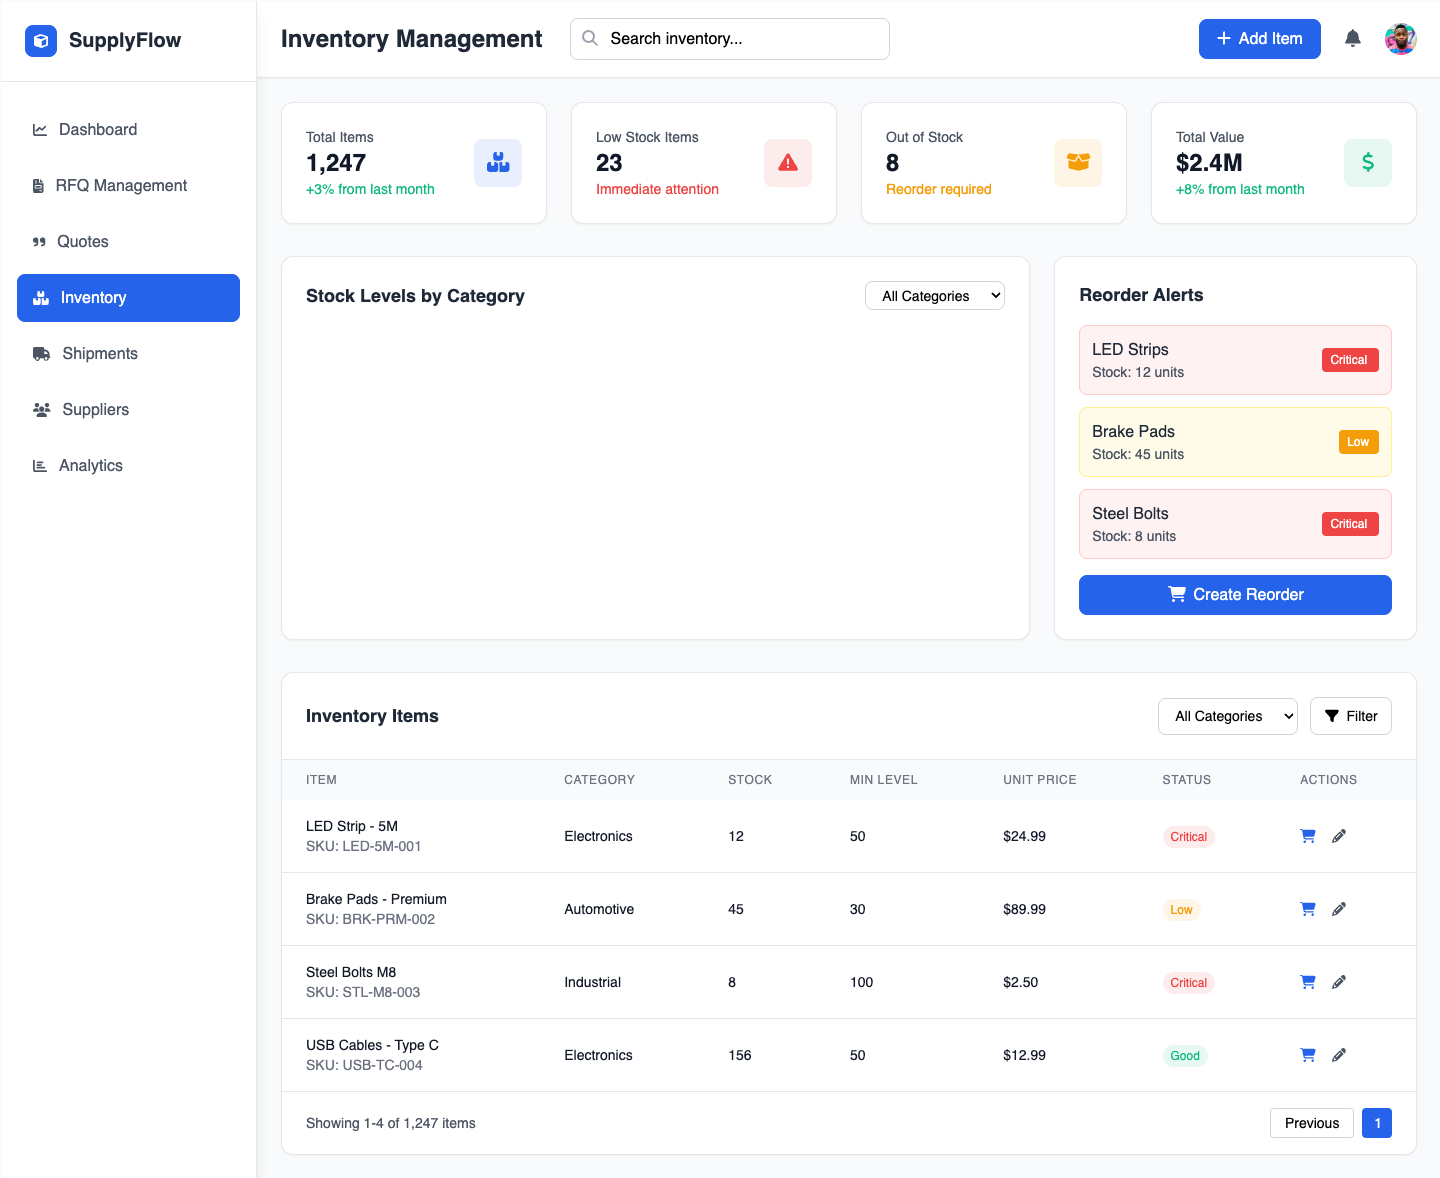 SupplyFlow
Dashboard
RFQ Management
Quotes
Inventory
Shipments
Suppliers
Analytics
Inventory Management
Search inventory...
Add Item
Total Items
1,247
+3% from last month
Low Stock Items
23
Immediate attention
Out of Stock
8
Reorder required
Total Value
$2.4M
+8% from last month
$
Stock Levels by Category
All Categories
Reorder Alerts
LED Strips
Stock: 12 units
Critical
Brake Pads
Stock: 45 units
Low
Steel Bolts
Stock: 8 units
Critical
Create Reorder
Inventory Items
All Categories
Filter
ITEM CATEGORY STOCK MIN LEVEL UNIT PRICE STATUS ACTIONS
LED Strip - 5M
SKU: LED-5M-001
Electronics 12 50 $24.99 Critical
Brake Pads - Premium
SKU: BRK-PRM-002
Automotive 45 30 $89.99 Low
Steel Bolts M8
SKU: STL-M8-003
Industrial 8 100 $2.50 Critical
USB Cables - Type C
SKU: USB-TC-004
Electronics 156 50 $12.99 Good
Showing 1-4 of 1,247 items
Previous 1